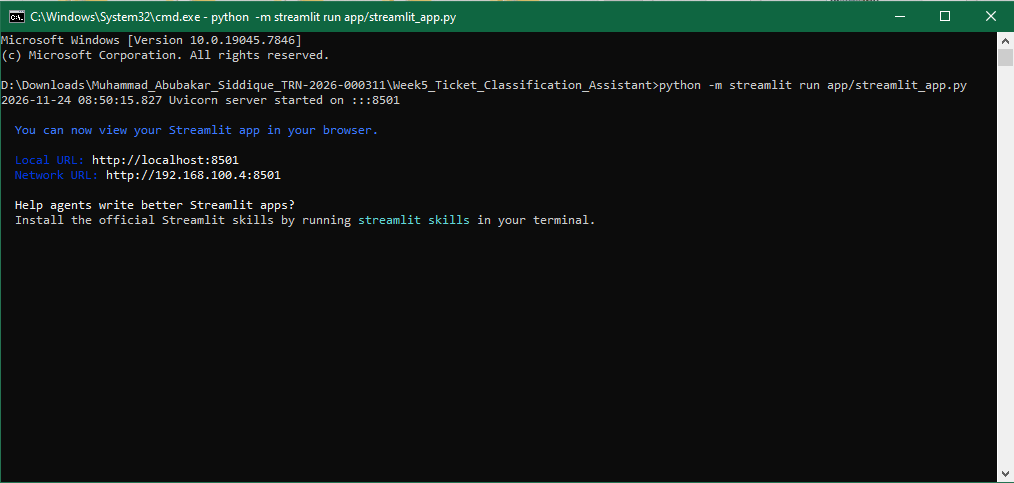 C:\Windows\System32\cmd.exe - python -m streamlit run app/streamlit_app.py
Microsoft Windows [Version 10.0.19045.7846]
(c) Microsoft Corporation. All rights reserved.
D:\Downloads\Muhammad_Abubakar_Siddique_TRN-2026-000311\Week5_Ticket_Classification_Assistant>python -m streamlit run app/streamlit_app.py
2026-11-24 08:50:15.827 Uvicorn server started on :::8501
You can now view your Streamlit app in your browser.
Local URL: http://localhost:8501
Network URL: http://192.168.100.4:8501
Help agents write better Streamlit apps?
Install the official Streamlit skills by running streamlit skills in your terminal.